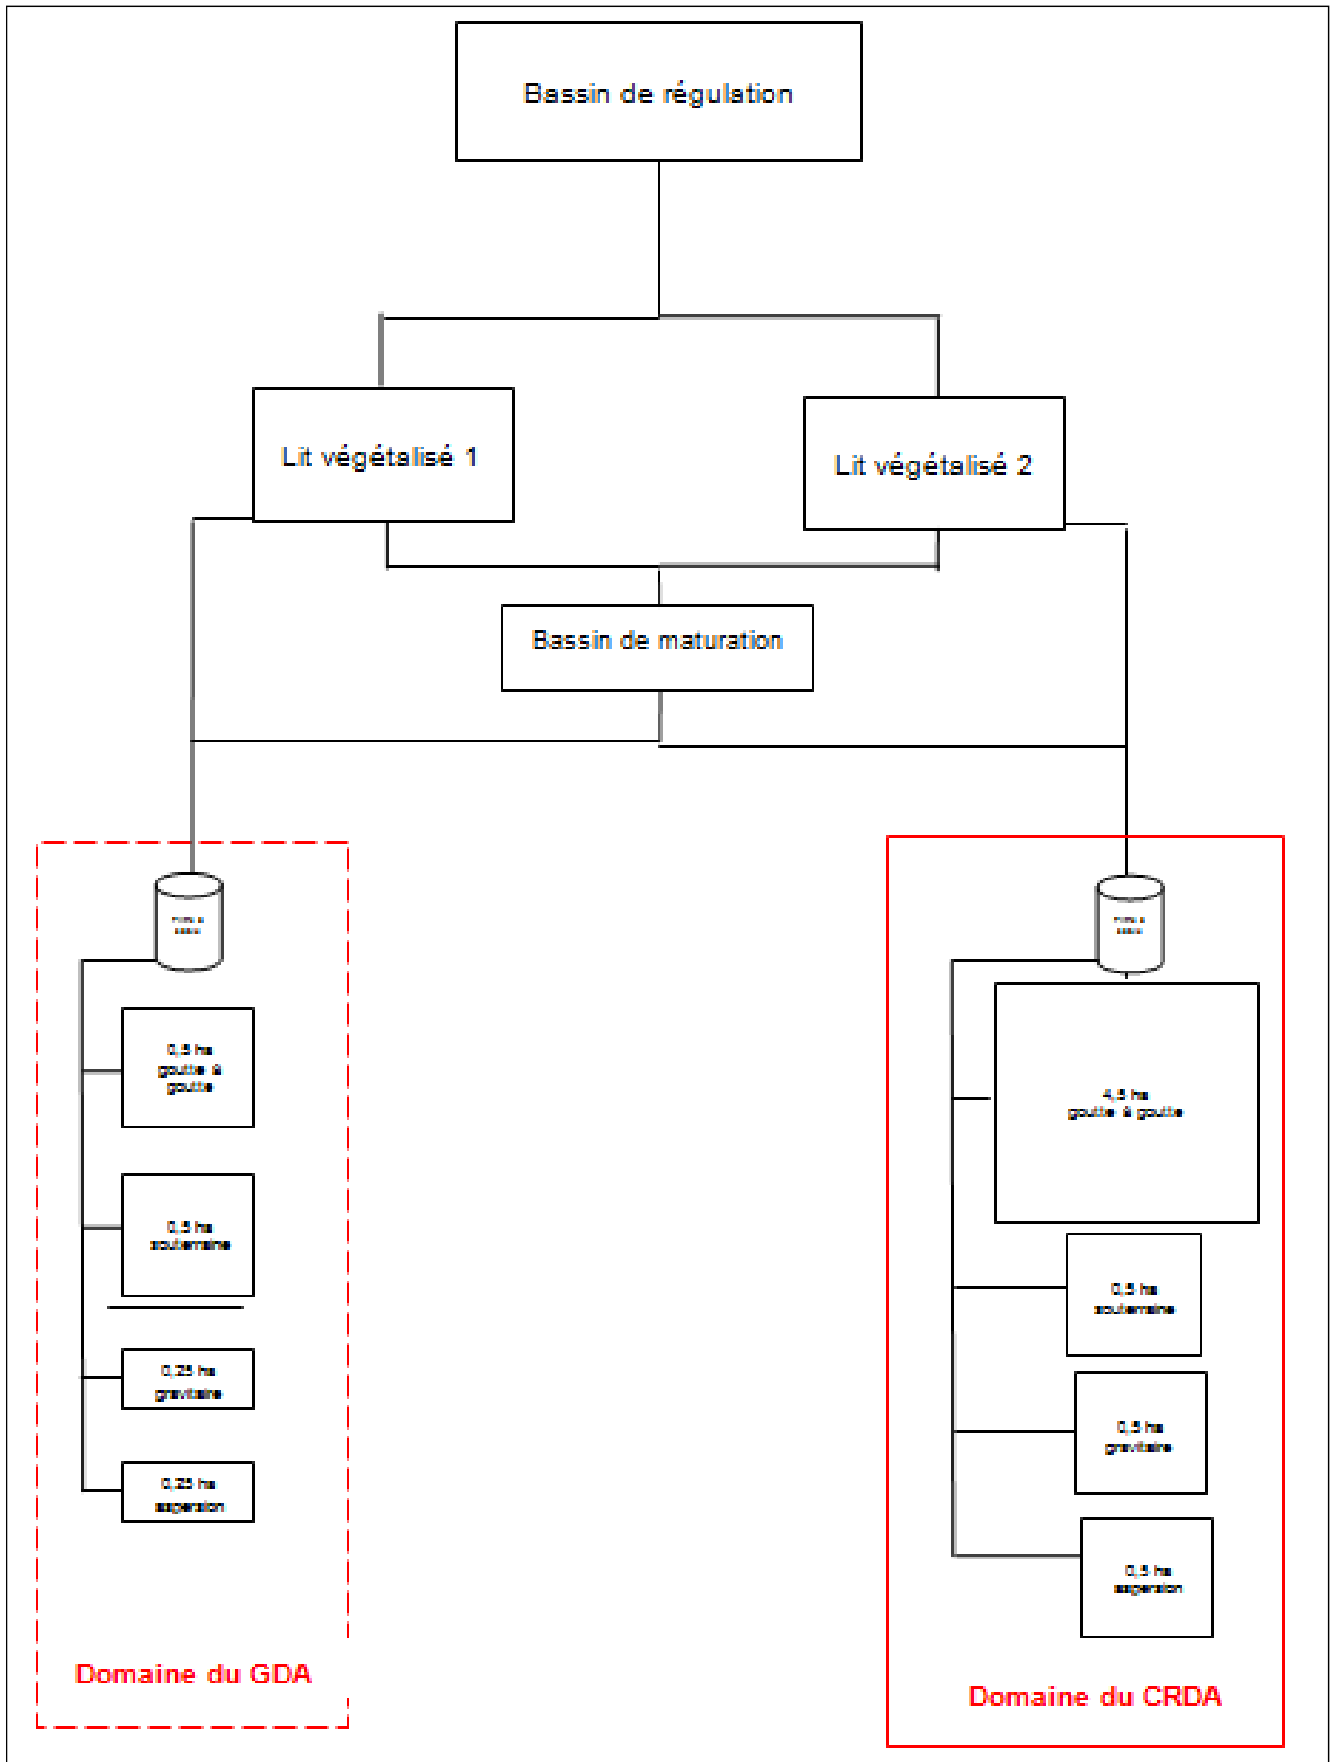 Bassin de régulation
Lit végétalisé 1
Lit végétalisé 2
Bassin de maturation
0,5 ha
goutte à
goutte
0,5 ha
souterraine
0,25 ha
gravitaire
0,25 ha
aspersion
Domaine du GDA
4,5 ha
goutte à goutte
0,5 ha
souterraine
0,5 ha
gravitaire
0,5 ha
aspersion
Domaine du CRDA